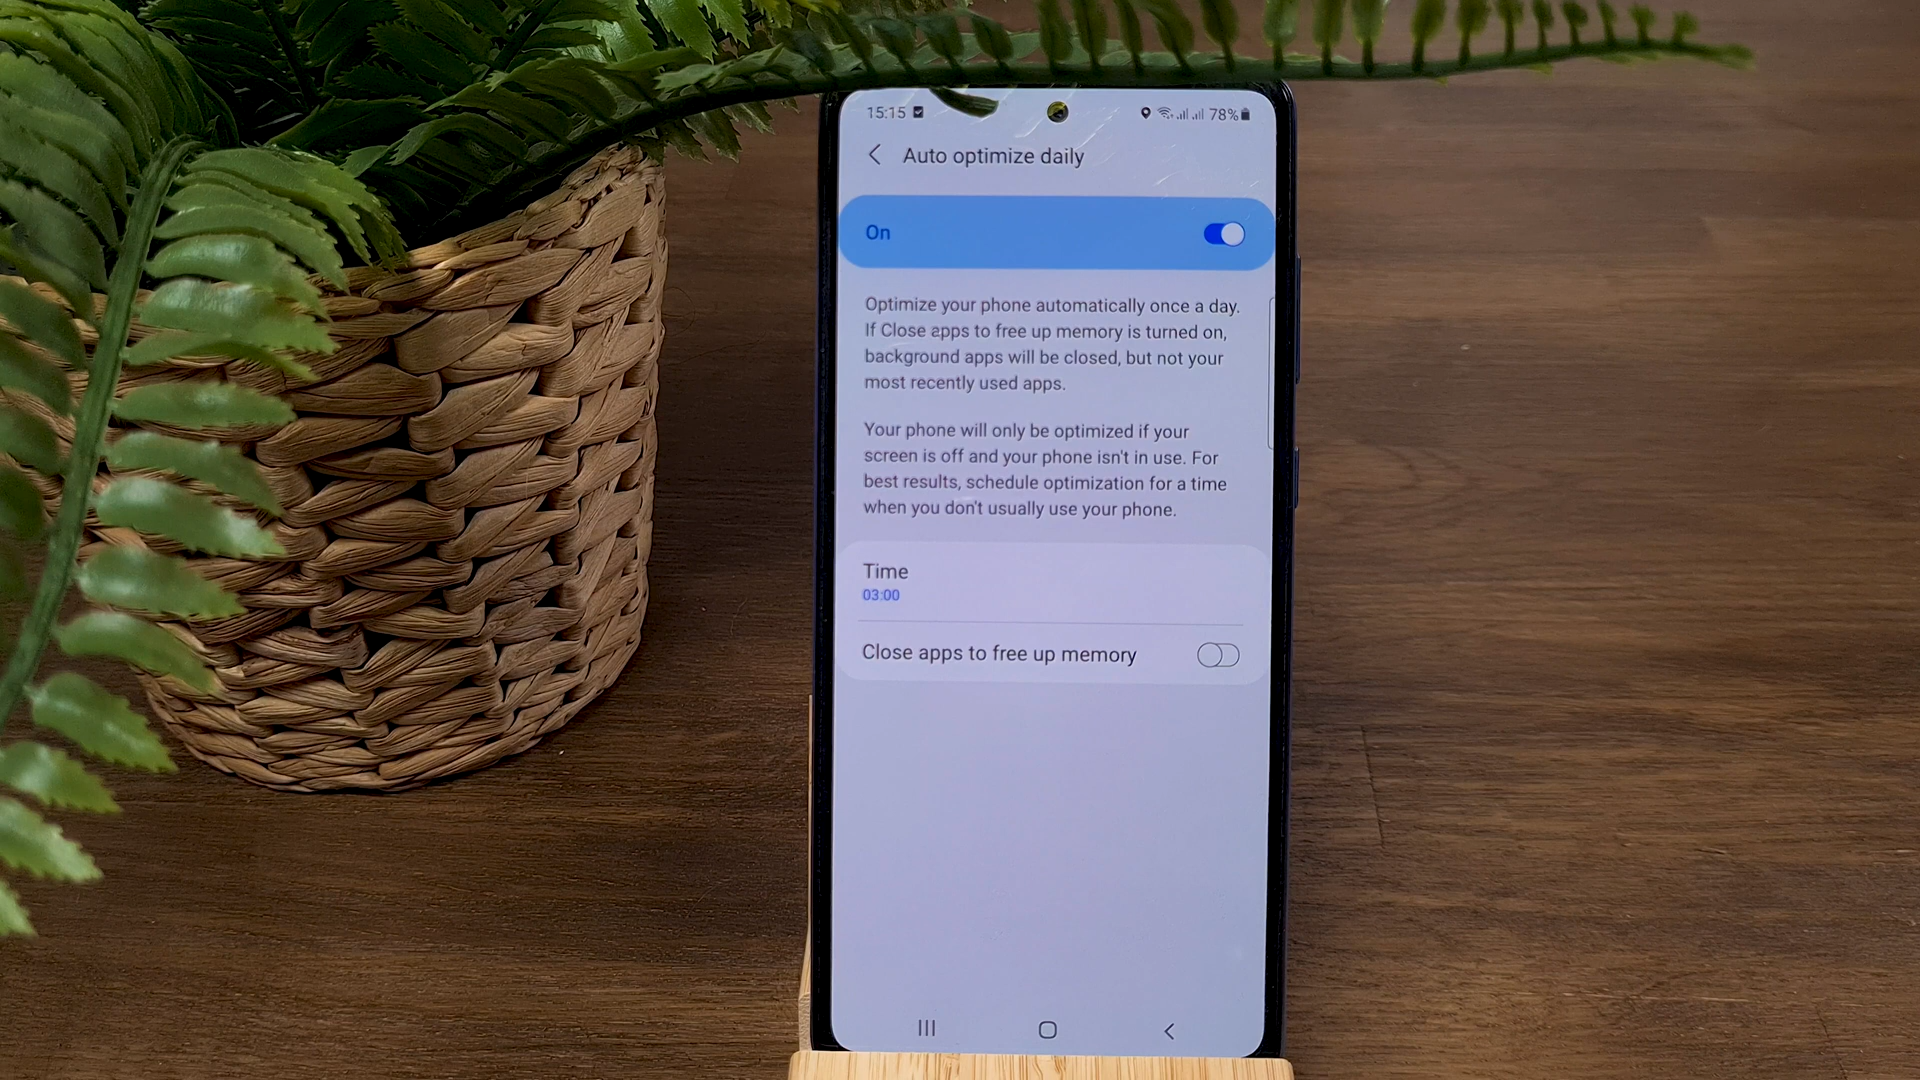 15:15 78%
Auto optimize daily
On
Optimize your phone automatically once a day.
If Close apps to free up memory is turned on,
background apps will be closed, but not your
most recently used apps.
Your phone will only be optimized if your
screen is off and your phone isn't in use. For
best results, schedule optimization for a time
when you don't usually use your phone.
Time
03:00
Close apps to free up memory